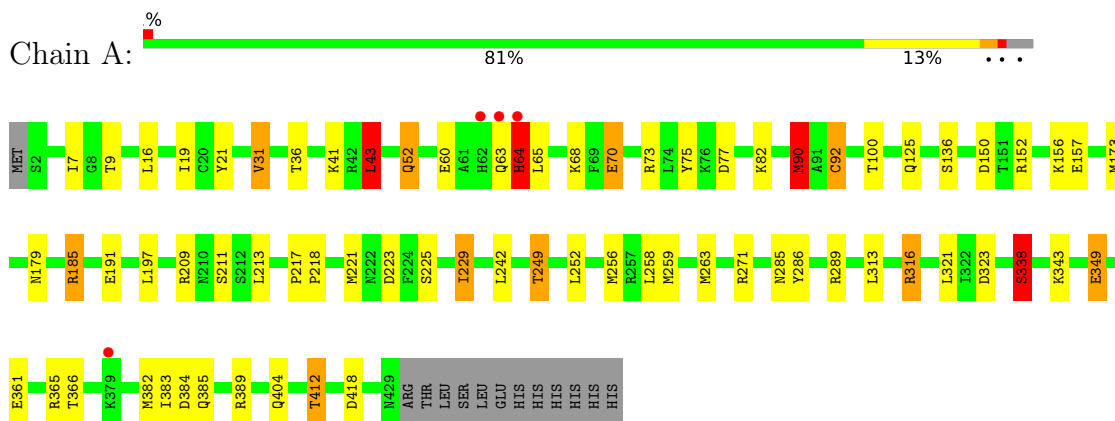 .%
Chain A:
81% 13% • • •
MET S2 I7 G8 T9 L16 I19 C20 Y21 V31 T36 K41 R42 L43 Q52 E60 A61 H62 Q63 H64 L65 K68 F69 E70 R73 L74 Y75 K76 D77 K82 M90 A91 C92 T100 Q125 S136 D150 T151 R152 K156 E157 M173
N179 R185 E191 L197 R209 N210 S211 S212 L213 P217 P218 M221 N222 D223 F224 S225 I229 L242 T249 L252 M256 R257 L258 M259 M263 R271 N285 Y286 R289 L313 R316 L321 I322 D323 S338 K343 E349
E361 R365 T366 K379 M382 I383 D384 Q385 R389 Q404 T412 D418 N429 ARG THR LEU SER LEU GLU HIS HIS HIS HIS HIS HIS